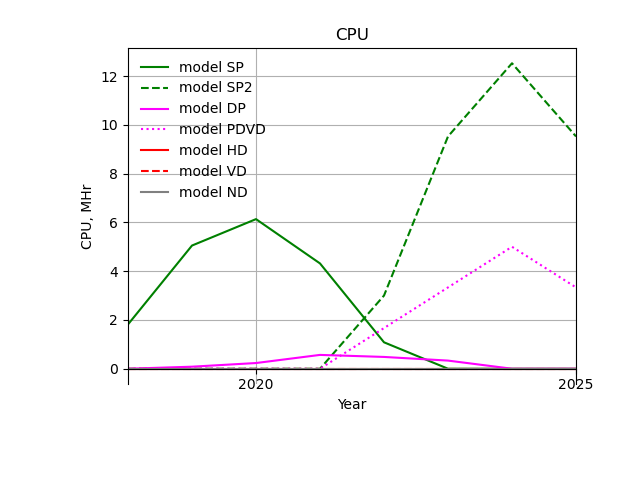 CPU
model SP
model SP2
model DP
model PDVD
model HD
model VD
model ND
CPU, MHr
12
10
8
6
4
2
0
2020
2025
Year